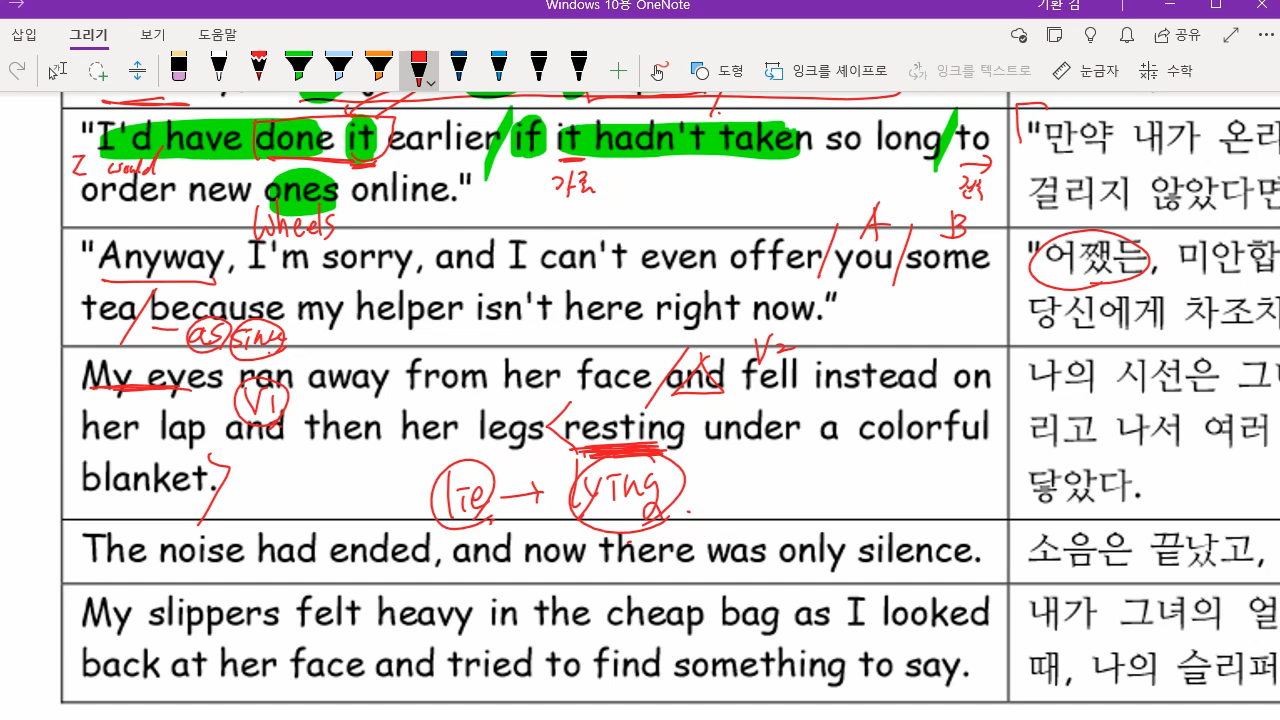 Windows 10용 OneNote
기환 김
삽입 그리기 보기 도움말
공유
도형 잉크를 셰이프로 잉크를 텍스트로 눈금자 수학
"I'd have done it earlier if it hadn't taken so long to
I would
가주
order new ones online."
wheels
A B
"Anyway, I'm sorry, and I can't even offer you some
tea because my helper isn't here right now.”
as since
V2
My eyes ran away from her face and fell instead on
V1
her lap and then her legs resting under a colorful
blanket.
lie → lying
The noise had ended, and now there was only silence.
My slippers felt heavy in the cheap bag as I looked
back at her face and tried to find something to say.
"만약 내가 온라
걸리지 않았다면
"어쨌든, 미안합
당신에게 차조차
나의 시선은 그녀
리고 나서 여러
닿았다.
소음은 끝났고,
내가 그녀의 얼
때, 나의 슬리퍼